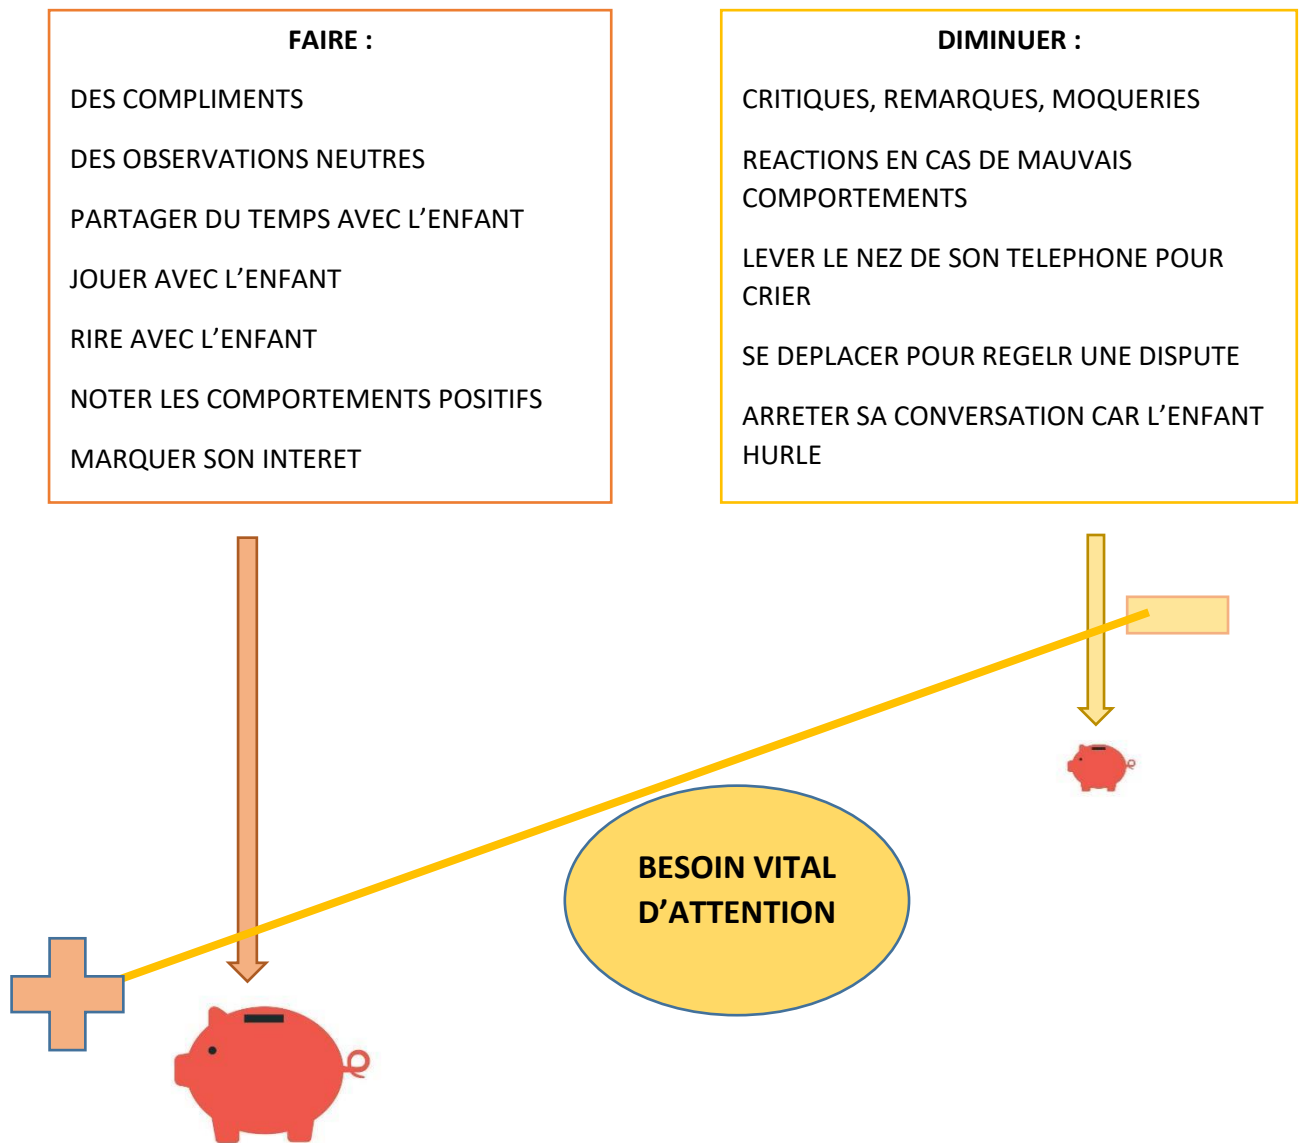 FAIRE :
DES COMPLIMENTS
DES OBSERVATIONS NEUTRES
PARTAGER DU TEMPS AVEC L’ENFANT
JOUER AVEC L’ENFANT
RIRE AVEC L’ENFANT
NOTER LES COMPORTEMENTS POSITIFS
MARQUER SON INTERET
DIMINUER :
CRITIQUES, REMARQUES, MOQUERIES
REACTIONS EN CAS DE MAUVAIS
COMPORTEMENTS
LEVER LE NEZ DE SON TELEPHONE POUR
CRIER
SE DEPLACER POUR REGELR UNE DISPUTE
ARRETER SA CONVERSATION CAR L’ENFANT
HURLE
BESOIN VITAL
D’ATTENTION